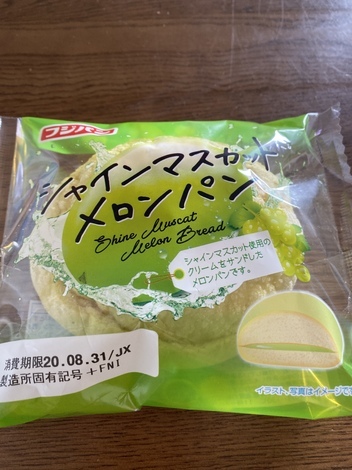 フジパン
シャインマスカット
メロンパン
Shine Muscat
Melon Bread
シャインマスカット使用の
クリームをサンドした
メロンパンです。
消費期限20.08.31/JX
製造所固有記号 +FNI
イラスト、写真はイメージで